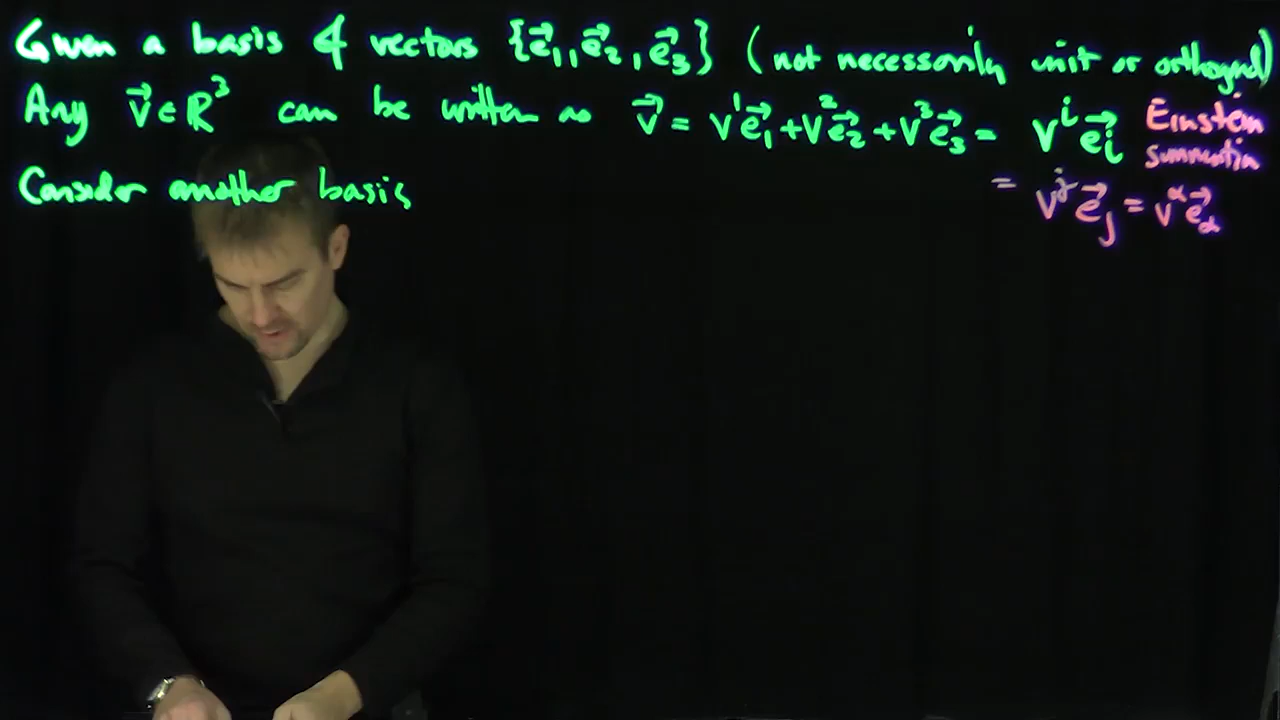 Given a basis of vectors {e⃗₁, e⃗₂, e⃗₃} (not necessarily unit or orthogonal)
Any v⃗ ∈ R³ can be written as v⃗ = v¹e⃗₁ + v²e⃗₂ + v³e⃗₃ = vⁱe⃗ᵢ Einstein summation
= vʲe⃗ⱼ = v^α e⃗_α
Consider another basis